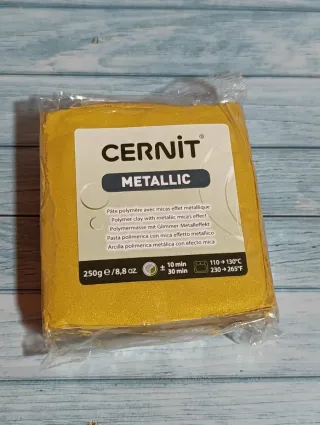 CERNIT®
METALLIC
Pâte polymère avec micas effet métallique
Polymer clay with metallic mica effect
Polymermasse mit Glimmer Metalleffekt
Pasta polimerica con mica effetto metallico
Arcilla polimérica metálica con efecto mica
250g e / 8,8 oz.
± 10 min
30 min
110→130°C
230→265°F